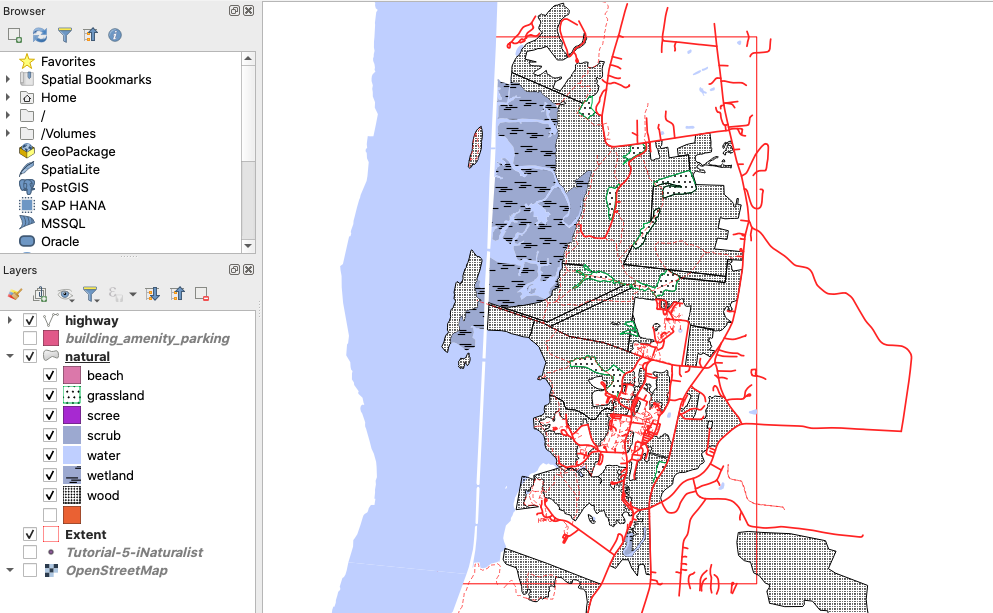 Browser
Favorites
Spatial Bookmarks
Home
/
/Volumes
GeoPackage
SpatiaLite
PostGIS
SAP HANA
MSSQL
Oracle
Layers
highway
building_amenity_parking
natural
beach
grassland
scree
scrub
water
wetland
wood
Extent
Tutorial-5-iNaturalist
OpenStreetMap